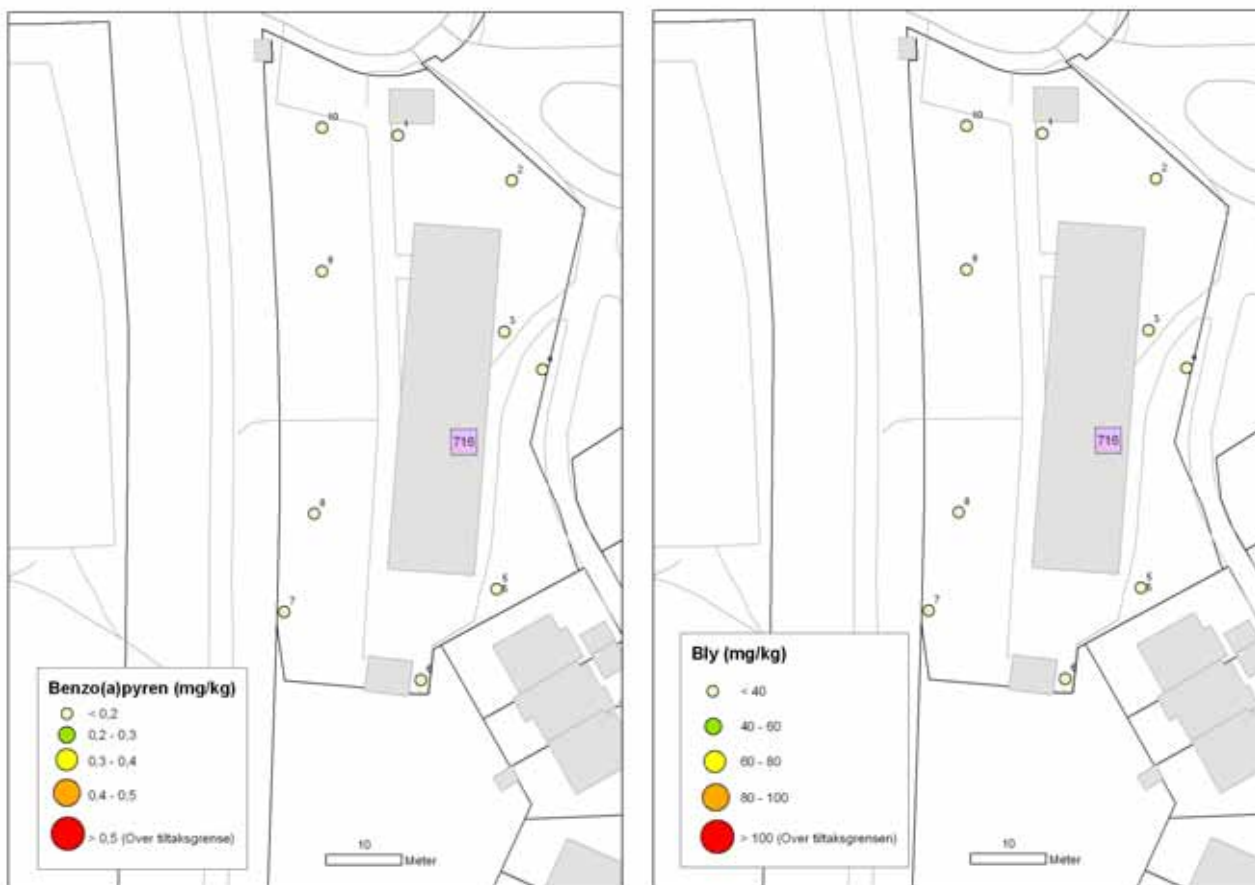 10
1
2
9
3
4
716
8
5
7
6
Benzo(a)pyren (mg/kg)
< 0,2
0,2 - 0,3
0,3 - 0,4
0,4 - 0,5
> 0,5 (Over tiltaksgrense)
10
Meter
10
1
2
9
3
4
716
8
5
7
6
Bly (mg/kg)
< 40
40 - 60
60 - 80
80 - 100
> 100 (Over tiltaksgrensen)
10
Meter